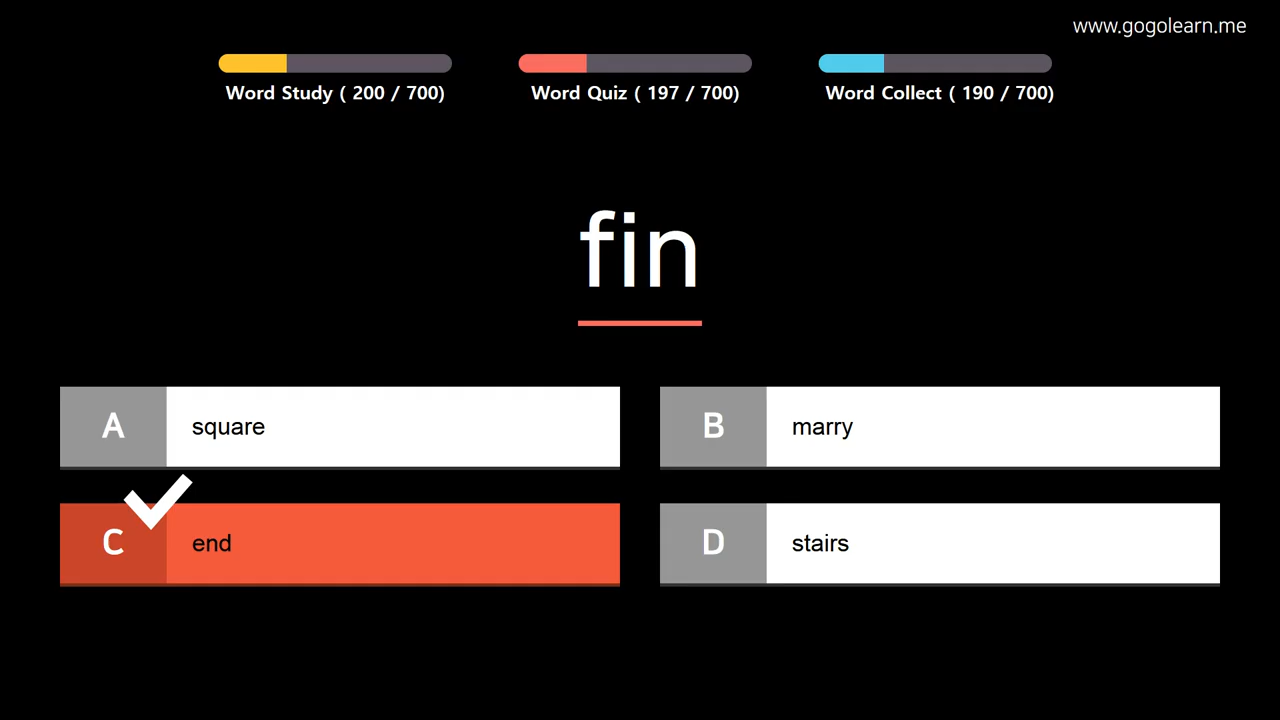 www.gogolearn.me
Word Study ( 200 / 700)
Word Quiz ( 197 / 700)
Word Collect ( 190 / 700)
fin
A square
B marry
C end
D stairs